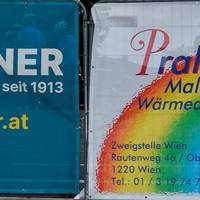 NER
seit 1913
r.at
Pral
Mal
Wärmed
Zweigstelle Wien
Rautenweg 46 / Ob
1220 Wien
Tel.: 01 / 3 19 74 7